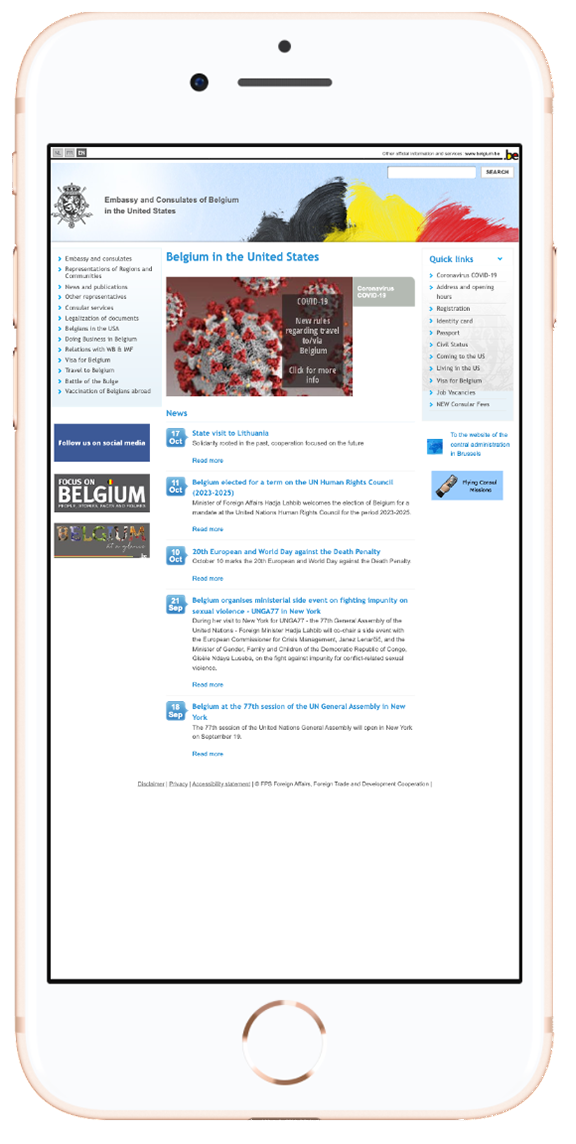 NL FR EN
Other official information and services: www.belgium.be
.be
SEARCH
Embassy and Consulates of Belgium
in the United States
Embassy and consulates
Representations of Regions and
Communities
News and publications
Other representatives
Consular services
Legalization of documents
Belgians in the USA
Doing Business in Belgium
Relations with WB & IMF
Visa for Belgium
Travel to Belgium
Battle of the Bulge
Vaccination of Belgians abroad
Follow us on social media
FOCUS ON
BELGIUM
PEOPLE, STORIES, FACTS AND FIGURES
BELGIUM
at a glance
Belgium in the United States
COVID-19
New rules
regarding travel
to/via
Belgium
Click for more
info
Coronavirus
COVID-19
News
17
Oct
State visit to Lithuania
Solidarity rooted in the past, cooperation focused on the future
Read more
11
Oct
Belgium elected for a term on the UN Human Rights Council
(2023-2025)
Minister of Foreign Affairs Hadja Lahbib welcomes the election of Belgium for a
mandate at the United Nations Human Rights Council for the period 2023-2025.
Read more
10
Oct
20th European and World Day against the Death Penalty
October 10 marks the 20th European and World Day against the Death Penalty
Read more
21
Sep
Belgium organises ministerial side event on fighting impunity on
sexual violence - UNGA77 in New York
During her visit to New York for UNGA77 - the 77th General Assembly of the
United Nations - Foreign Minister Hadja Lahbib will co-chair a side event with
the European Commissioner for Crisis Management, Janez Lenarčič, and the
Minister of Gender, Family and Children of the Democratic Republic of Congo,
Gisèle Ndaya Luseba, on the fight against impunity for conflict-related sexual
violence.
Read more
18
Sep
Belgium at the 77th session of the UN General Assembly in New
York
The 77th session of the United Nations General Assembly will open in New York
on September 19.
Read more
Quick links
Coronavirus COVID-19
Address and opening
hours
Registration
Identity card
Passport
Civil Status
Coming to the US
Living in the US
Visa for Belgium
Job Vacancies
NEW Consular Fees
To the website of the
central administration
in Brussels
Flying Consul
Missions
Disclaimer | Privacy | Accessibility statement | © FPS Foreign Affairs, Foreign Trade and Development Cooperation |